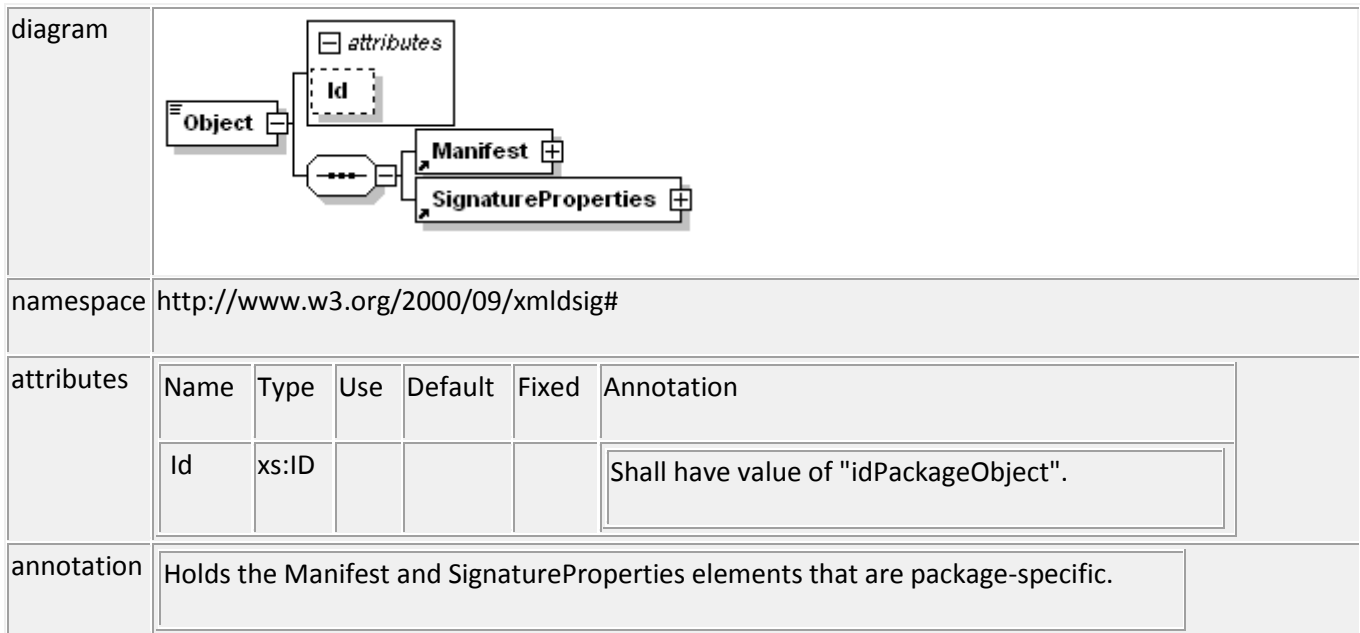 diagram
attributes
Id
Object
Manifest
SignatureProperties
namespace http://www.w3.org/2000/09/xmldsig#
attributes Name Type Use Default Fixed Annotation
Id xs:ID Shall have value of "idPackageObject".
annotation Holds the Manifest and SignatureProperties elements that are package-specific.